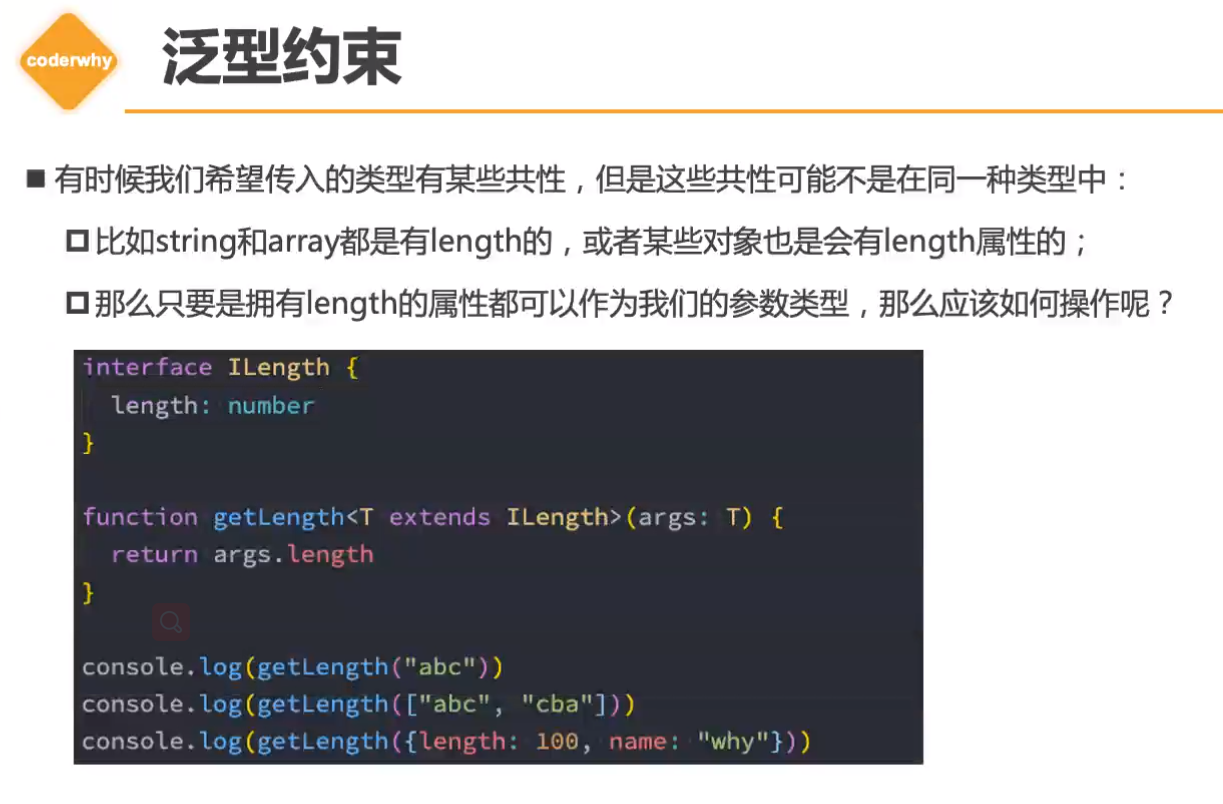 coderwhy
泛型约束
■ 有时候我们希望传入的类型有某些共性，但是这些共性可能不是在同一种类型中：
比如string和array都是有length的，或者某些对象也是会有length属性的；
那么只要是拥有length的属性都可以作为我们的参数类型，那么应该如何操作呢？
interface ILength {
  length: number
}
function getLength<T extends ILength>(args: T) {
  return args.length
}
console.log(getLength("abc"))
console.log(getLength(["abc", "cba"]))
console.log(getLength({length: 100, name: "why"}))